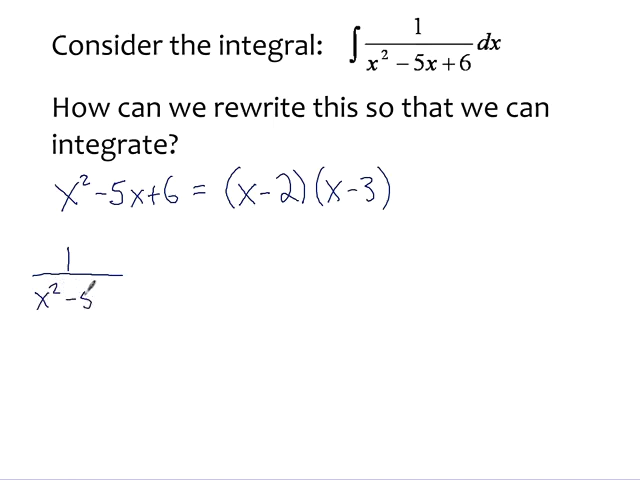 Consider the integral: ∫ 1/(x² − 5x + 6) dx
How can we rewrite this so that we can
integrate?
x² − 5x + 6 = (x − 2)(x − 3)
1
x² − 5